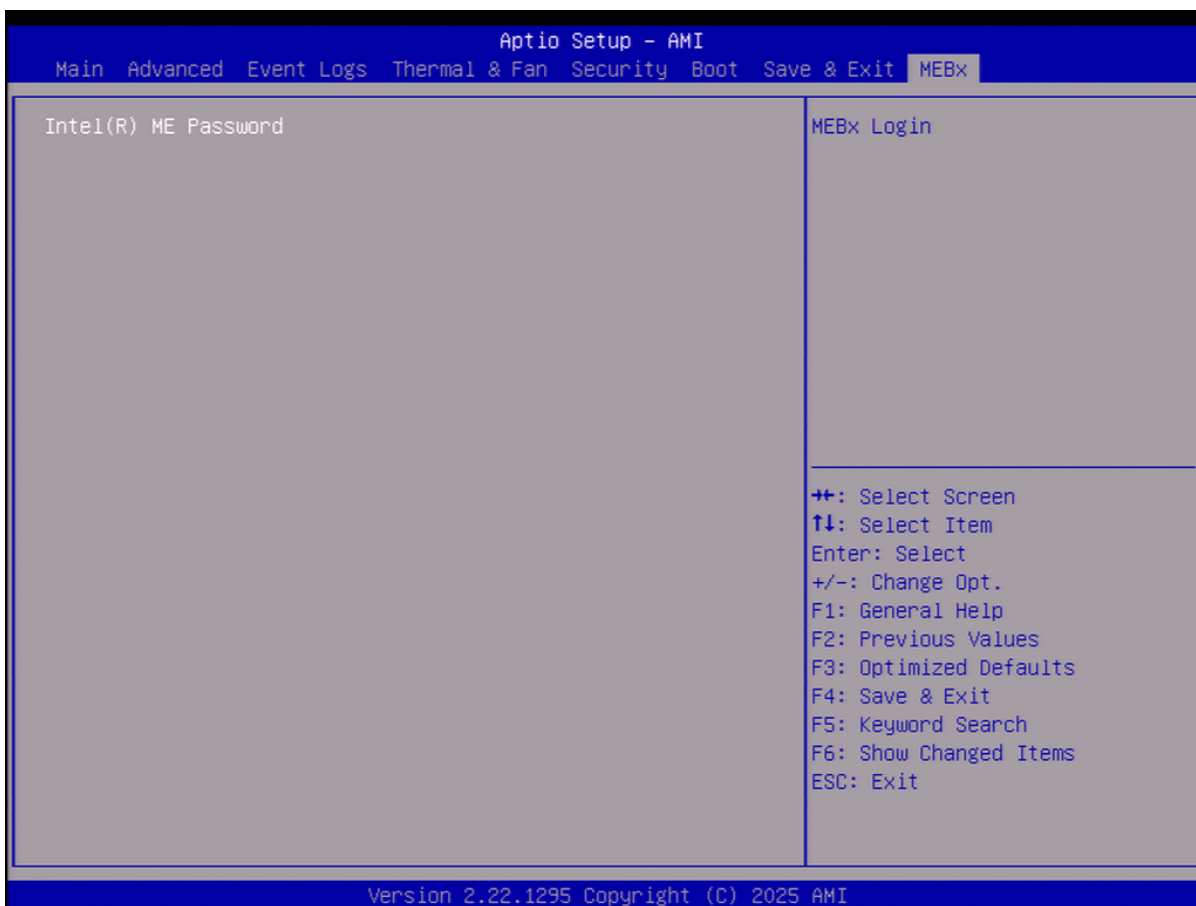 Aptio Setup – AMI
Main Advanced Event Logs Thermal & Fan Security Boot Save & Exit MEBx
Intel(R) ME Password
MEBx Login
→←: Select Screen
↑↓: Select Item
Enter: Select
+/-: Change Opt.
F1: General Help
F2: Previous Values
F3: Optimized Defaults
F4: Save & Exit
F5: Keyword Search
F6: Show Changed Items
ESC: Exit
Version 2.22.1295 Copyright (C) 2025 AMI